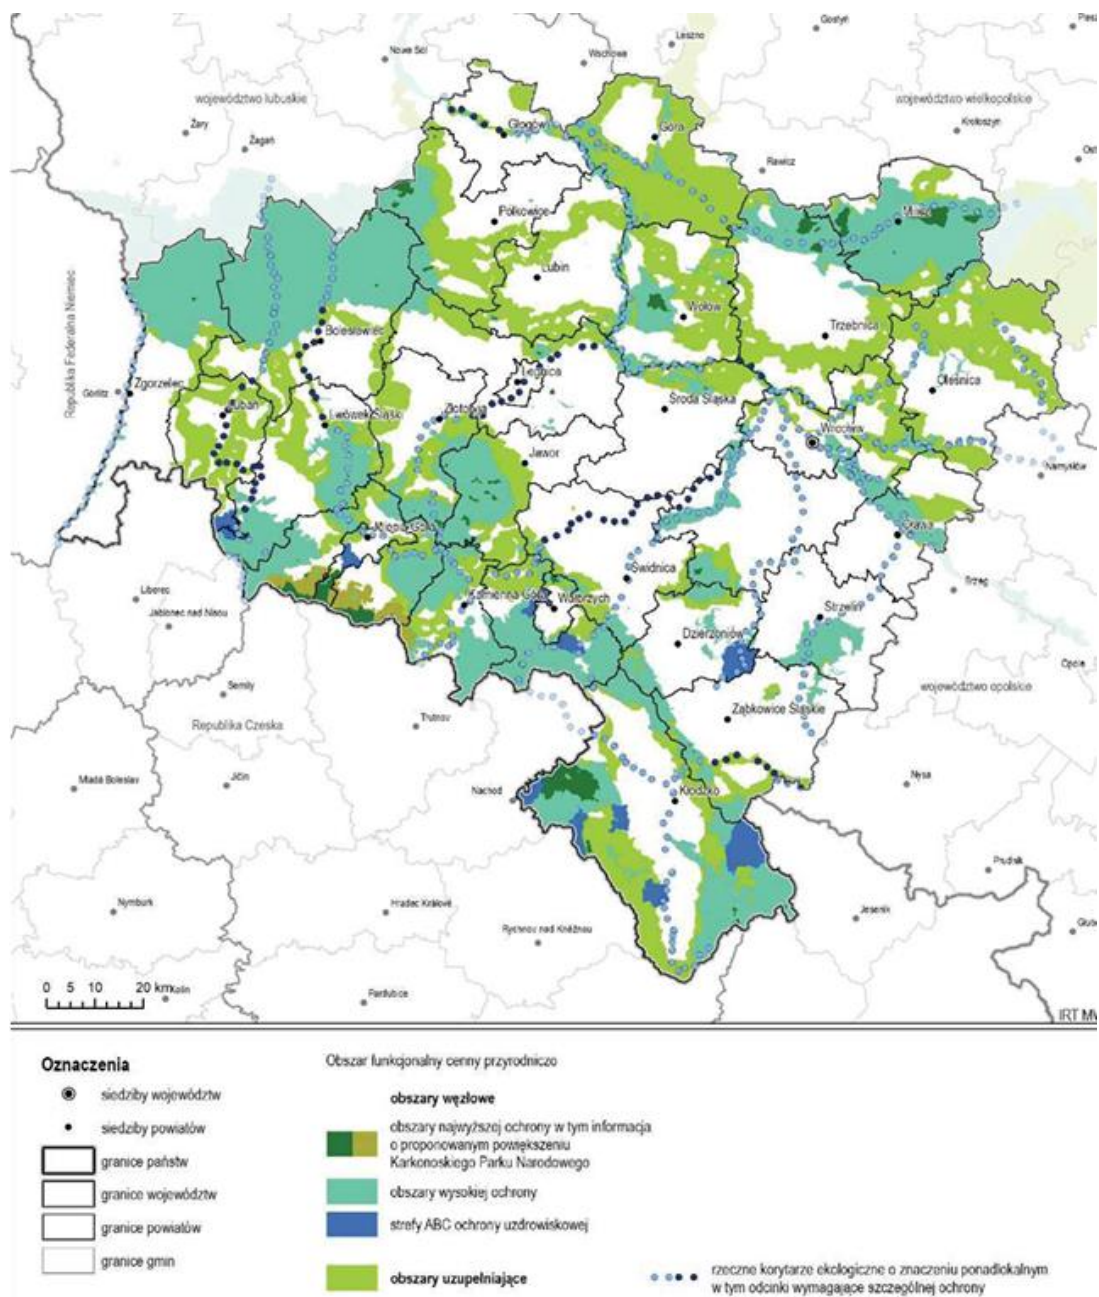 Gostyń
Leszno
Nowa Sól
Wschowa
województwo lubuskie
województwo wielkopolskie
Krotoszyn
Żary
Żagań
Głogów
Góra
Rawicz
Polkowice
Milicz
Lubin
Wołów
Trzebnica
Bolesławiec
Republika Federalna Niemiec
Görlitz
Zgorzelec
Legnica
Oleśnica
Lubań
Lwówek Śląski
Złotoryja
Środa Śląska
Wrocław
Jawor
Namysłów
Oława
Jelenia Góra
Świdnica
Brzeg
Liberec
Jablonec nad Nisou
Kamienna Góra
Wałbrzych
Strzelin
Dzierżoniów
Opole
Semily
województwo opolskie
Republika Czeska
Trutnov
Ząbkowice Śląskie
Mladá Boleslav
Jičín
Nachod
Nysa
Kłodzko
Prudnik
Nymburk
Hradec Králové
Jesenik
Rychnov nad Kněžnou
0 5 10 20 km
Kolín
Pardubice
IRT MW
Oznaczenia
siedziby województw
siedziby powiatów
granice państw
granice województw
granice powiatów
granice gmin
Obszar funkcjonalny cenny przyrodniczo
obszary węzłowe
obszary najwyższej ochrony w tym informacja
o proponowanym powiększeniu
Karkonoskiego Parku Narodowego
obszary wysokiej ochrony
strefy ABC ochrony uzdrowiskowej
obszary uzupełniające
rzeczne korytarze ekologiczne o znaczeniu ponadlokalnym
w tym odcinki wymagające szczególnej ochrony